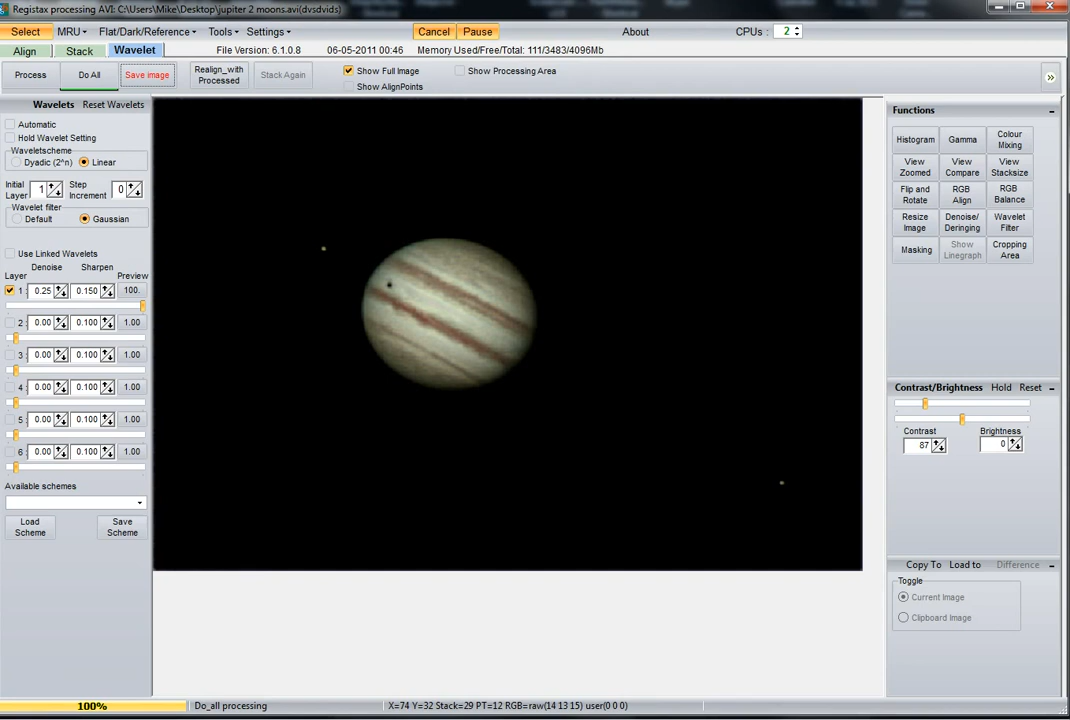 Registax processing AVI: C:\Users\Mike\Desktop\jupiter 2 moons.avi(dvsdvids)
Select MRU Flat/Dark/Reference Tools Settings Cancel Pause About CPUs: 2
Align Stack Wavelet File Version: 6.1.0.8 06-05-2011 00:46 Memory Used/Free/Total: 111/3483/4096Mb
Process Do All Save image Realign_with Processed Stack Again Show Full Image Show Processing Area
Show AlignPoints
Wavelets Reset Wavelets
Automatic
Hold Wavelet Setting
Waveletscheme
Dyadic (2^n) Linear
Initial Layer 1 Step Increment 0
Wavelet filter
Default Gaussian
Use Linked Wavelets
Denoise Sharpen
Layer Preview
1 : 0.25 0.150 100.
2 : 0.00 0.100 1.00
3 : 0.00 0.100 1.00
4 : 0.00 0.100 1.00
5 : 0.00 0.100 1.00
6 : 0.00 0.100 1.00
Available schemes
Load Scheme Save Scheme
Functions
Histogram Gamma Colour Mixing
View Zoomed View Compare View Stacksize
Flip and Rotate RGB Align RGB Balance
Resize Image Denoise/ Deringing Wavelet Filter
Masking Show Linegraph Cropping Area
Contrast/Brightness Hold Reset
Contrast Brightness
87 0
Copy To Load to Difference
Toggle
Current Image
Clipboard Image
100% Do_all processing X=74 Y=32 Stack=29 PT=12 RGB=raw(14 13 15) user(0 0 0)